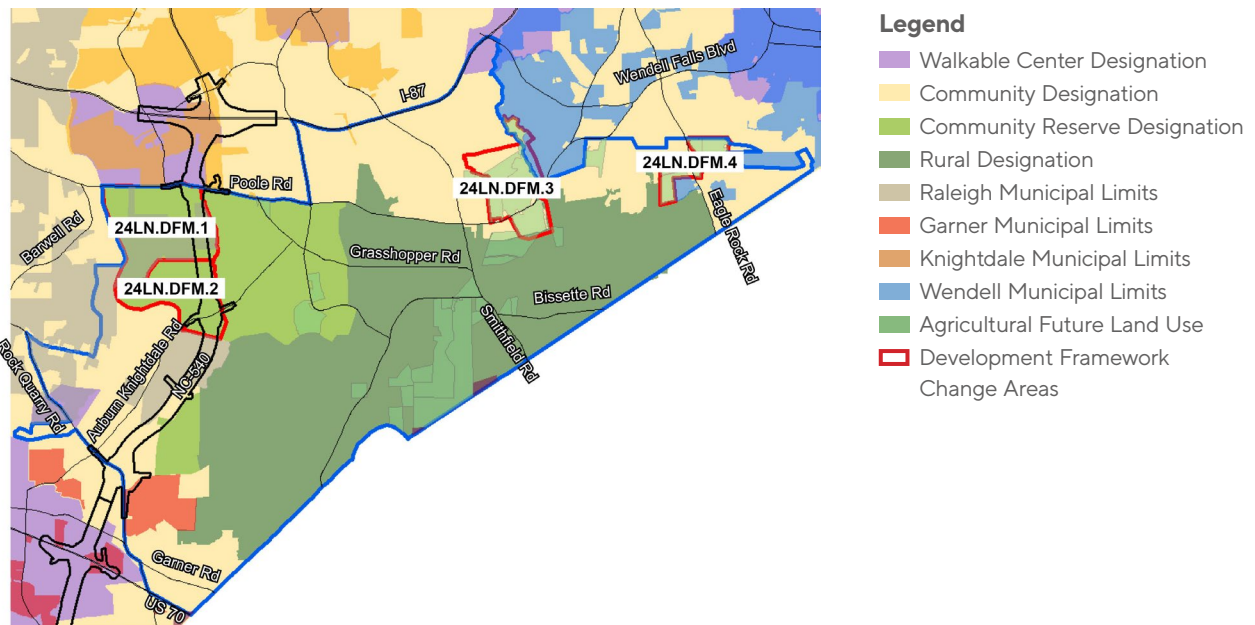 Wendell Falls Blvd
I-87
24LN.DFM.4
24LN.DFM.3
Poole Rd
Eagle Rock Rd
24LN.DFM.1
Barwell Rd
Grasshopper Rd
24LN.DFM.2
Bissette Rd
Smithfield Rd
Auburn Knightdale Rd
NC-540
Rock Quarry Rd
Garner Rd
US 70
Legend
Walkable Center Designation
Community Designation
Community Reserve Designation
Rural Designation
Raleigh Municipal Limits
Garner Municipal Limits
Knightdale Municipal Limits
Wendell Municipal Limits
Agricultural Future Land Use
Development Framework
Change Areas